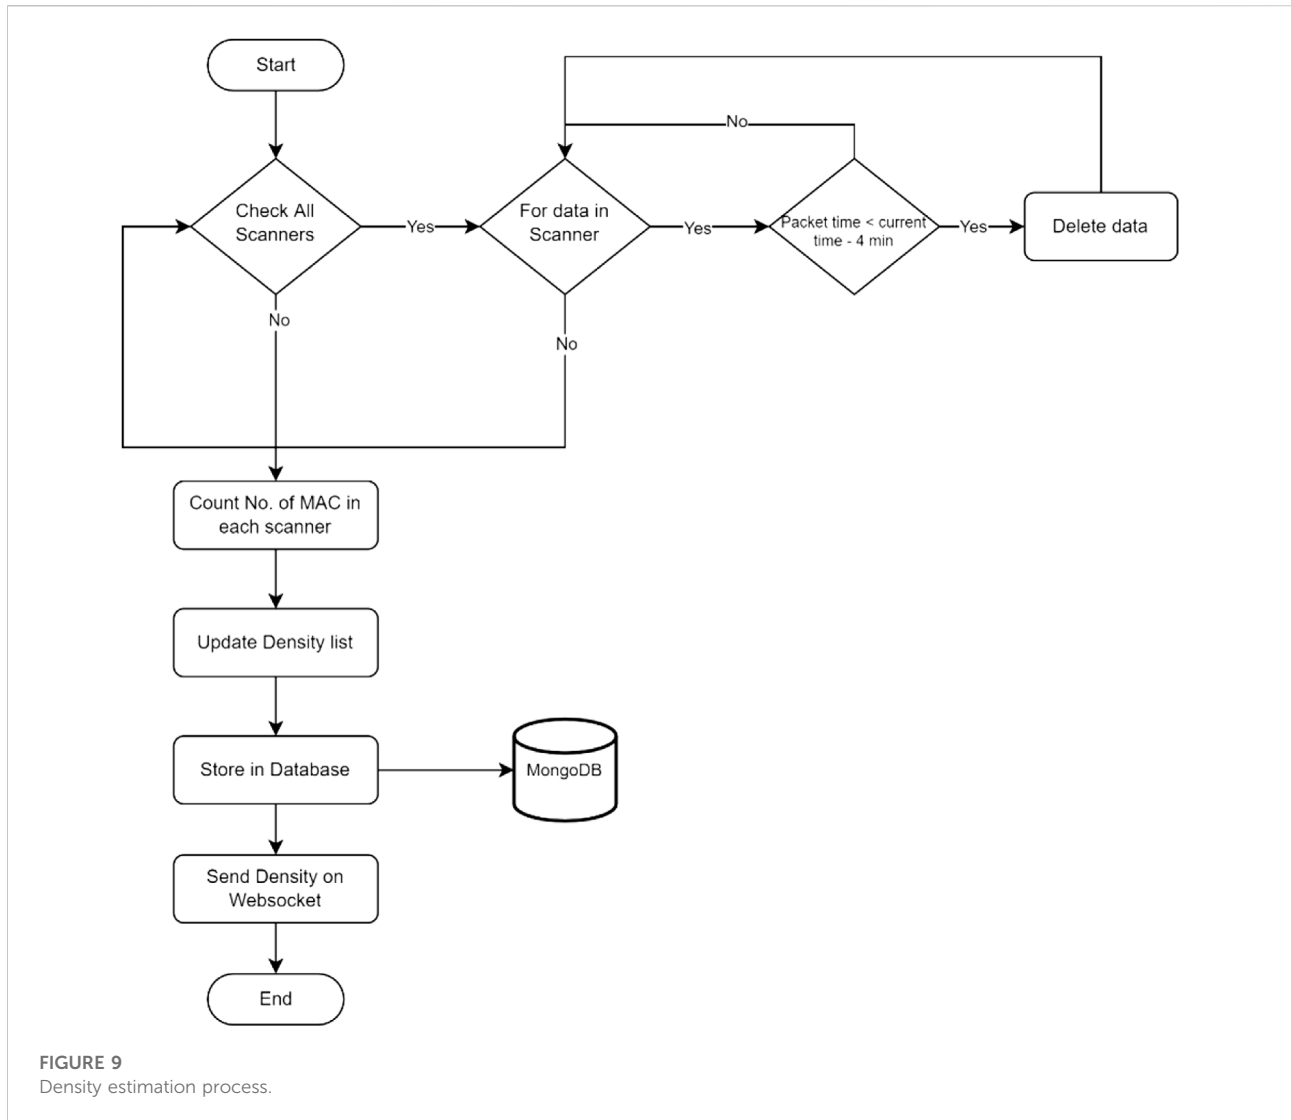 Start
No
Check All
Scanners
Yes
For data in
Scanner
Yes
Packet time < current
time - 4 min
Yes
Delete data
No
No
Count No. of MAC in
each scanner
Update Density list
Store in Database
MongoDB
Send Density on
Websocket
End
FIGURE 9
Density estimation process.